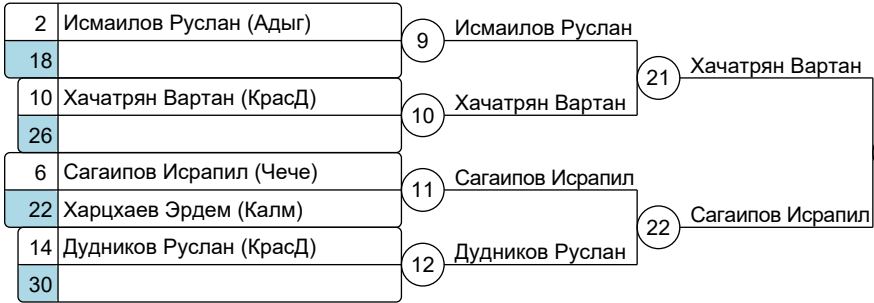 2 Исмаилов Руслан (Адыг)
18
9 Исмаилов Руслан
10 Хачатрян Вартан (КрасД)
26
10 Хачатрян Вартан
21 Хачатрян Вартан
6 Сагаипов Исрапил (Чече)
22 Харцхаев Эрдем (Калм)
11 Сагаипов Исрапил
14 Дудников Руслан (КрасД)
30
12 Дудников Руслан
22 Сагаипов Исрапил